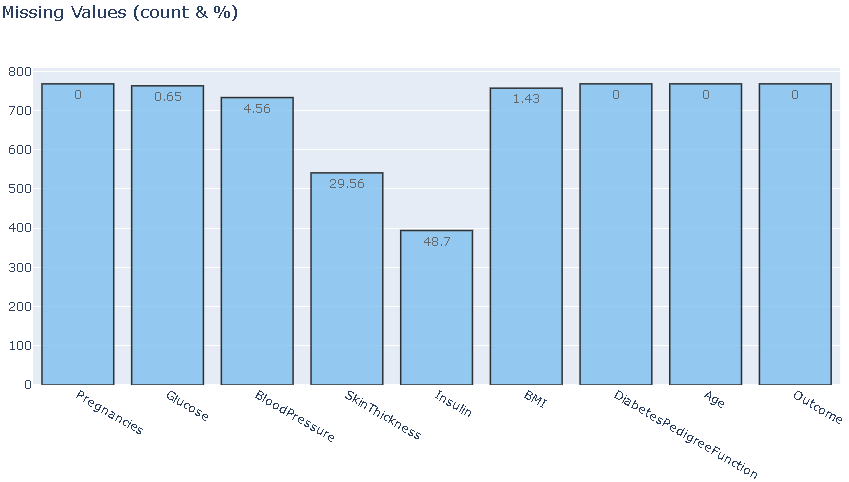 Missing Values (count & %)
800
700
600
500
400
300
200
100
0
0
0.65
4.56
29.56
48.7
1.43
0
0
0
Pregnancies
Glucose
BloodPressure
SkinThickness
Insulin
BMI
DiabetesPedigreeFunction
Age
Outcome